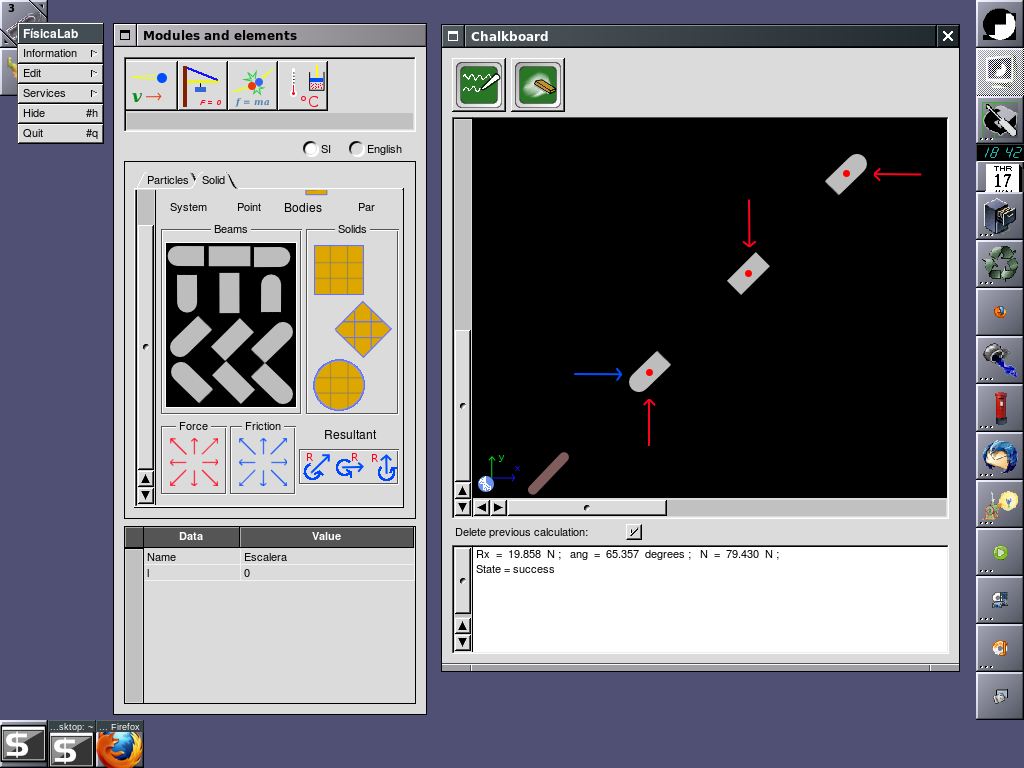 3
FisicaLab
Information
Edit
Services
Hide #h
Quit #q
Modules and elements
v
F = 0
f = ma
°C
SI
English
Particles
Solid
System
Point
Bodies
Par
Beams
Solids
Force
Friction
Resultant
R
R
R
Data
Value
Name
Escalera
I
0
Chalkboard
y
x
Delete previous calculation:
Rx = 19.858 N ; ang = 65.357 degrees ; N = 79.430 N ;
State = success
18 42
THR
17
...sktop: ~
... Firefox